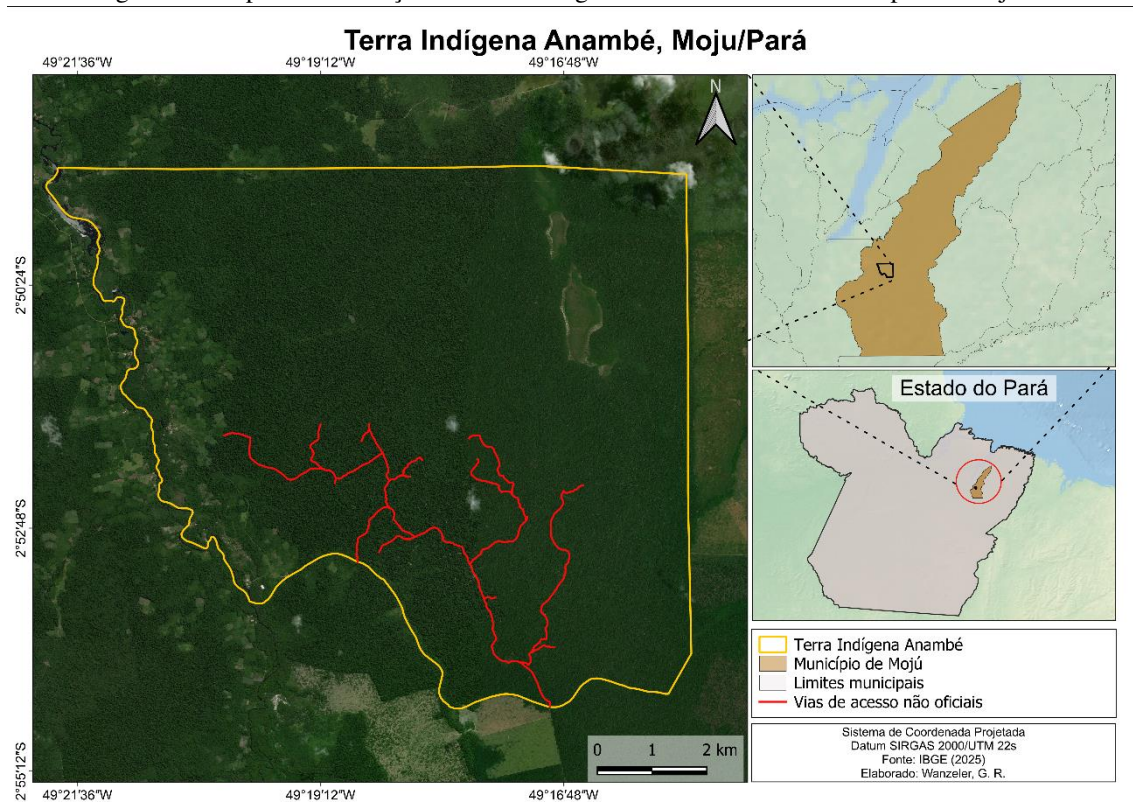 Terra Indígena Anambé, Moju/Pará
49°21'36"W 49°19'12"W 49°16'48"W
N
2°50'24"S
2°52'48"S
2°55'12"S
0 1 2 km
49°21'36"W 49°19'12"W 49°16'48"W
Estado do Pará
Terra Indígena Anambé
Município de Mojú
Limites municipais
Vias de acesso não oficiais
Sistema de Coordenada Projetada
Datum SIRGAS 2000/UTM 22s
Fonte: IBGE (2025)
Elaborado: Wanzeler, G. R.